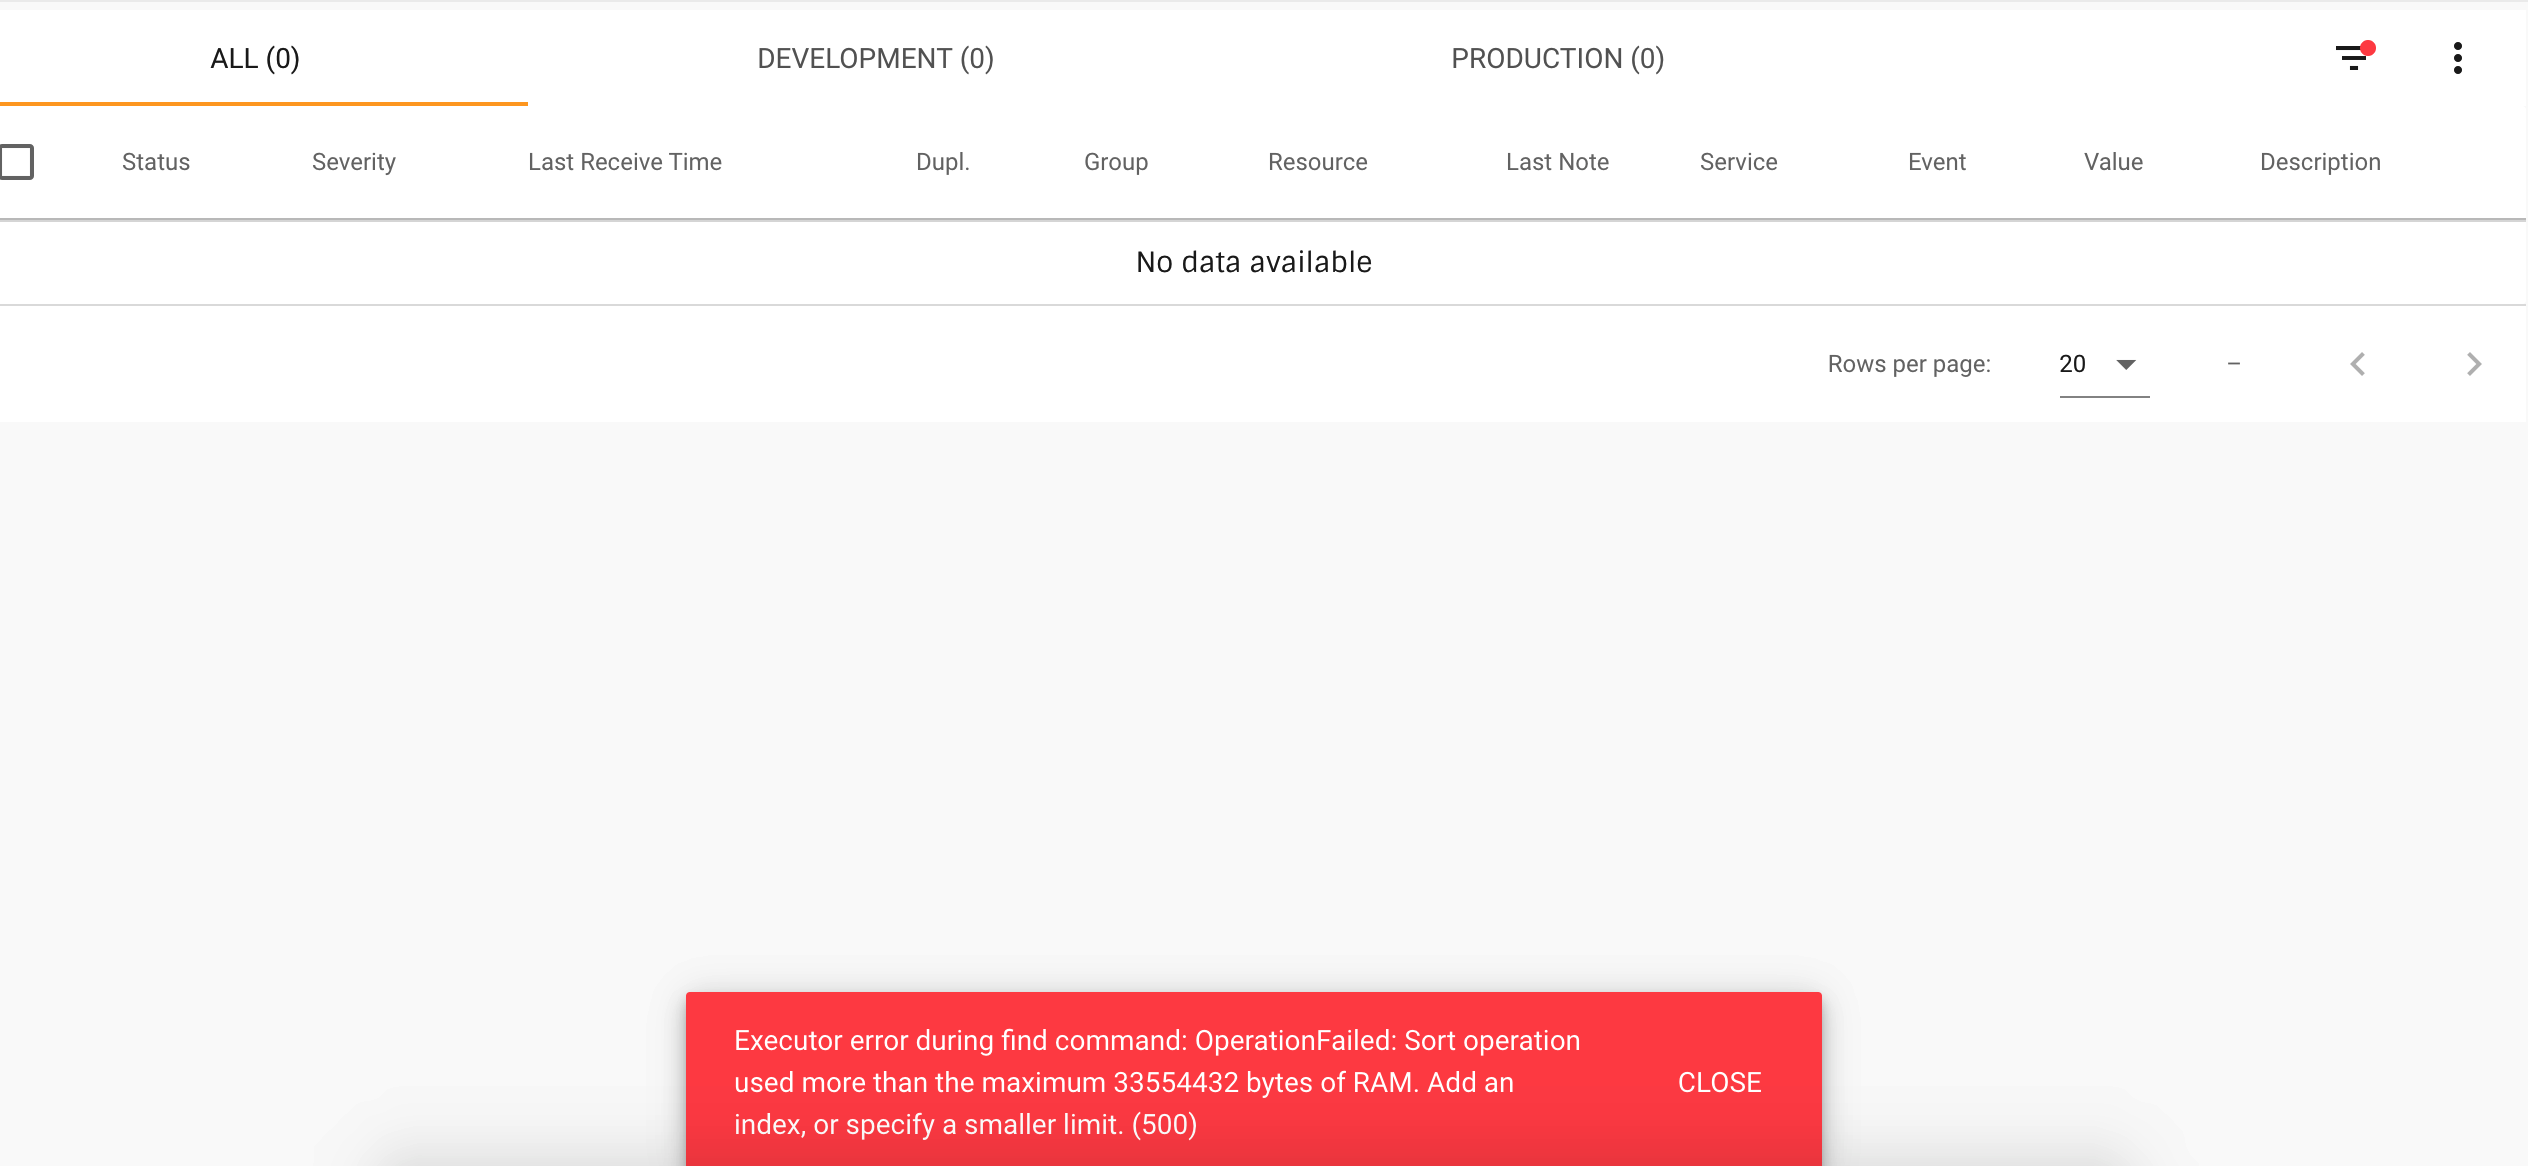 ALL (0) DEVELOPMENT (0) PRODUCTION (0)
Status Severity Last Receive Time Dupl. Group Resource Last Note Service Event Value Description
No data available
Rows per page: 20 –
Executor error during find command: OperationFailed: Sort operation
used more than the maximum 33554432 bytes of RAM. Add an
index, or specify a smaller limit. (500)
CLOSE